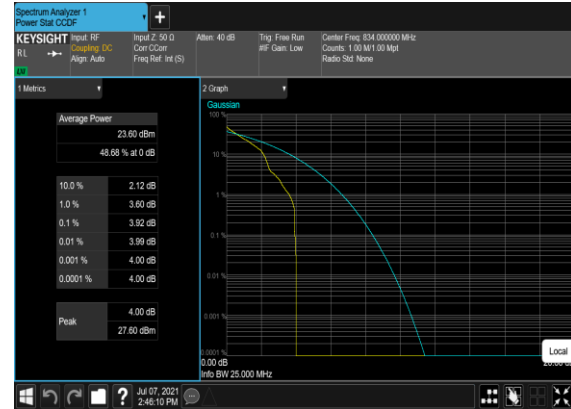 Spectrum Analyzer 1
Power Stat CCDF
KEYSIGHT
RL
LV
Input: RF
Coupling: DC
Align: Auto
Input Z: 50 Ω
Corr CCorr
Freq Ref: Int (S)
Atten: 40 dB
Trig: Free Run
#IF Gain: Low
Center Freq: 834.000000 MHz
Counts: 1.00 M/1.00 Mpt
Radio Std: None
1 Metrics
Average Power
23.60 dBm
48.68 % at 0 dB
10.0 % 2.12 dB
1.0 % 3.60 dB
0.1 % 3.92 dB
0.01 % 3.99 dB
0.001 % 4.00 dB
0.0001 % 4.00 dB
Peak
4.00 dB
27.60 dBm
2 Graph
Gaussian
100 %
10 %
1 %
0.1 %
0.01 %
0.001 %
0.0001 %
0.00 dB
Info BW 25.000 MHz
Local
?
Jul 07, 2021
2:46:10 PM